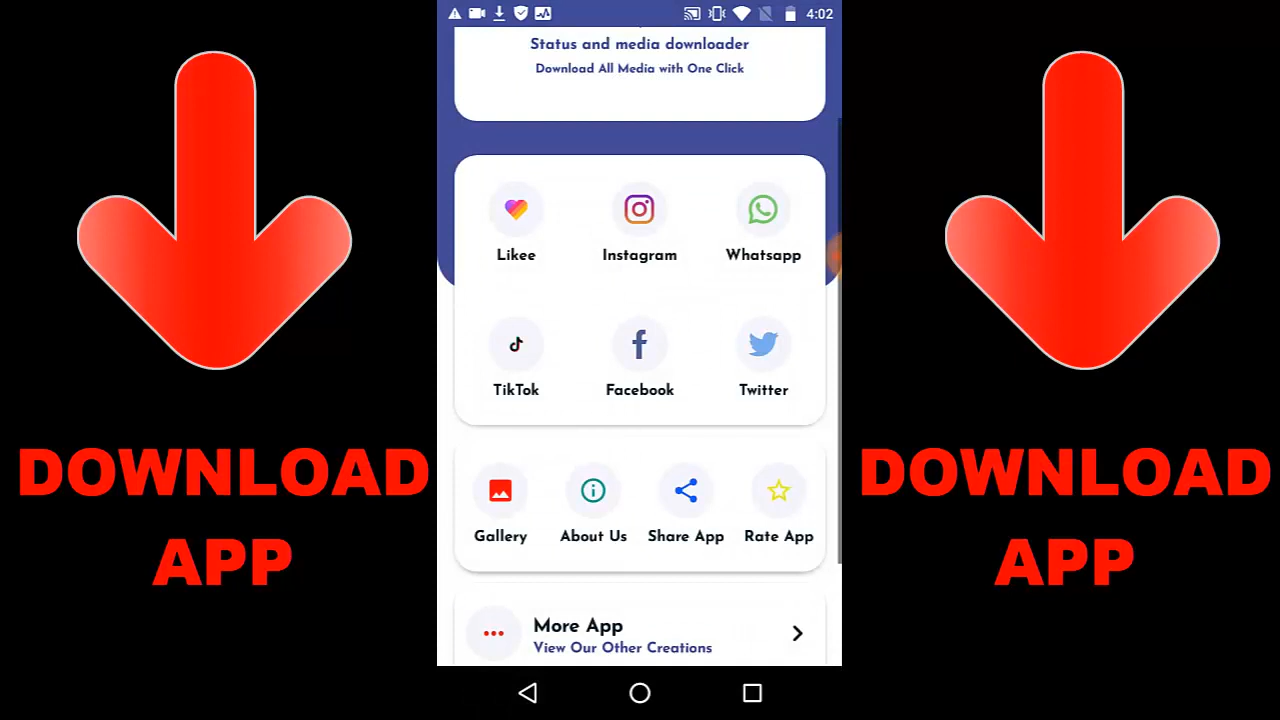 4:02
Status and media downloader
Download All Media with One Click
Likee Instagram Whatsapp
TikTok Facebook Twitter
DOWNLOAD
APP
Gallery About Us Share App Rate App
More App
View Our Other Creations
DOWNLOAD
APP